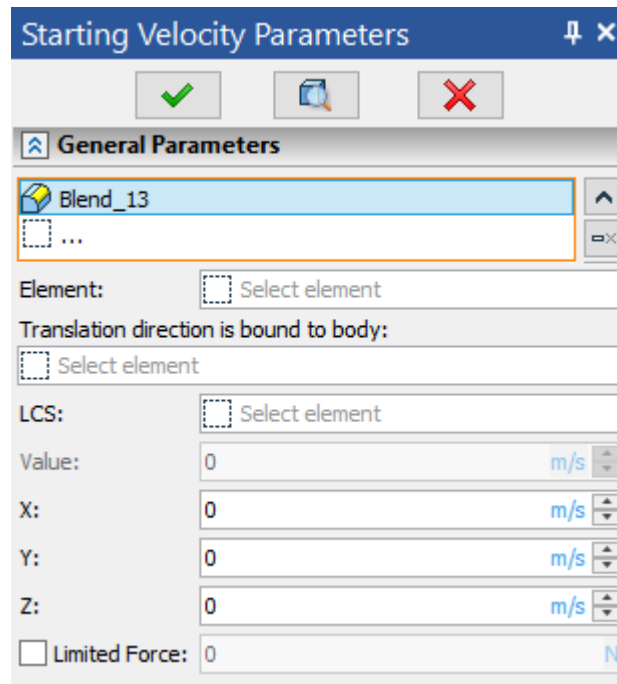 Starting Velocity Parameters
General Parameters
Blend_13
...
Element: Select element
Translation direction is bound to body:
Select element
LCS: Select element
Value: 0 m/s
X: 0 m/s
Y: 0 m/s
Z: 0 m/s
Limited Force: 0 N